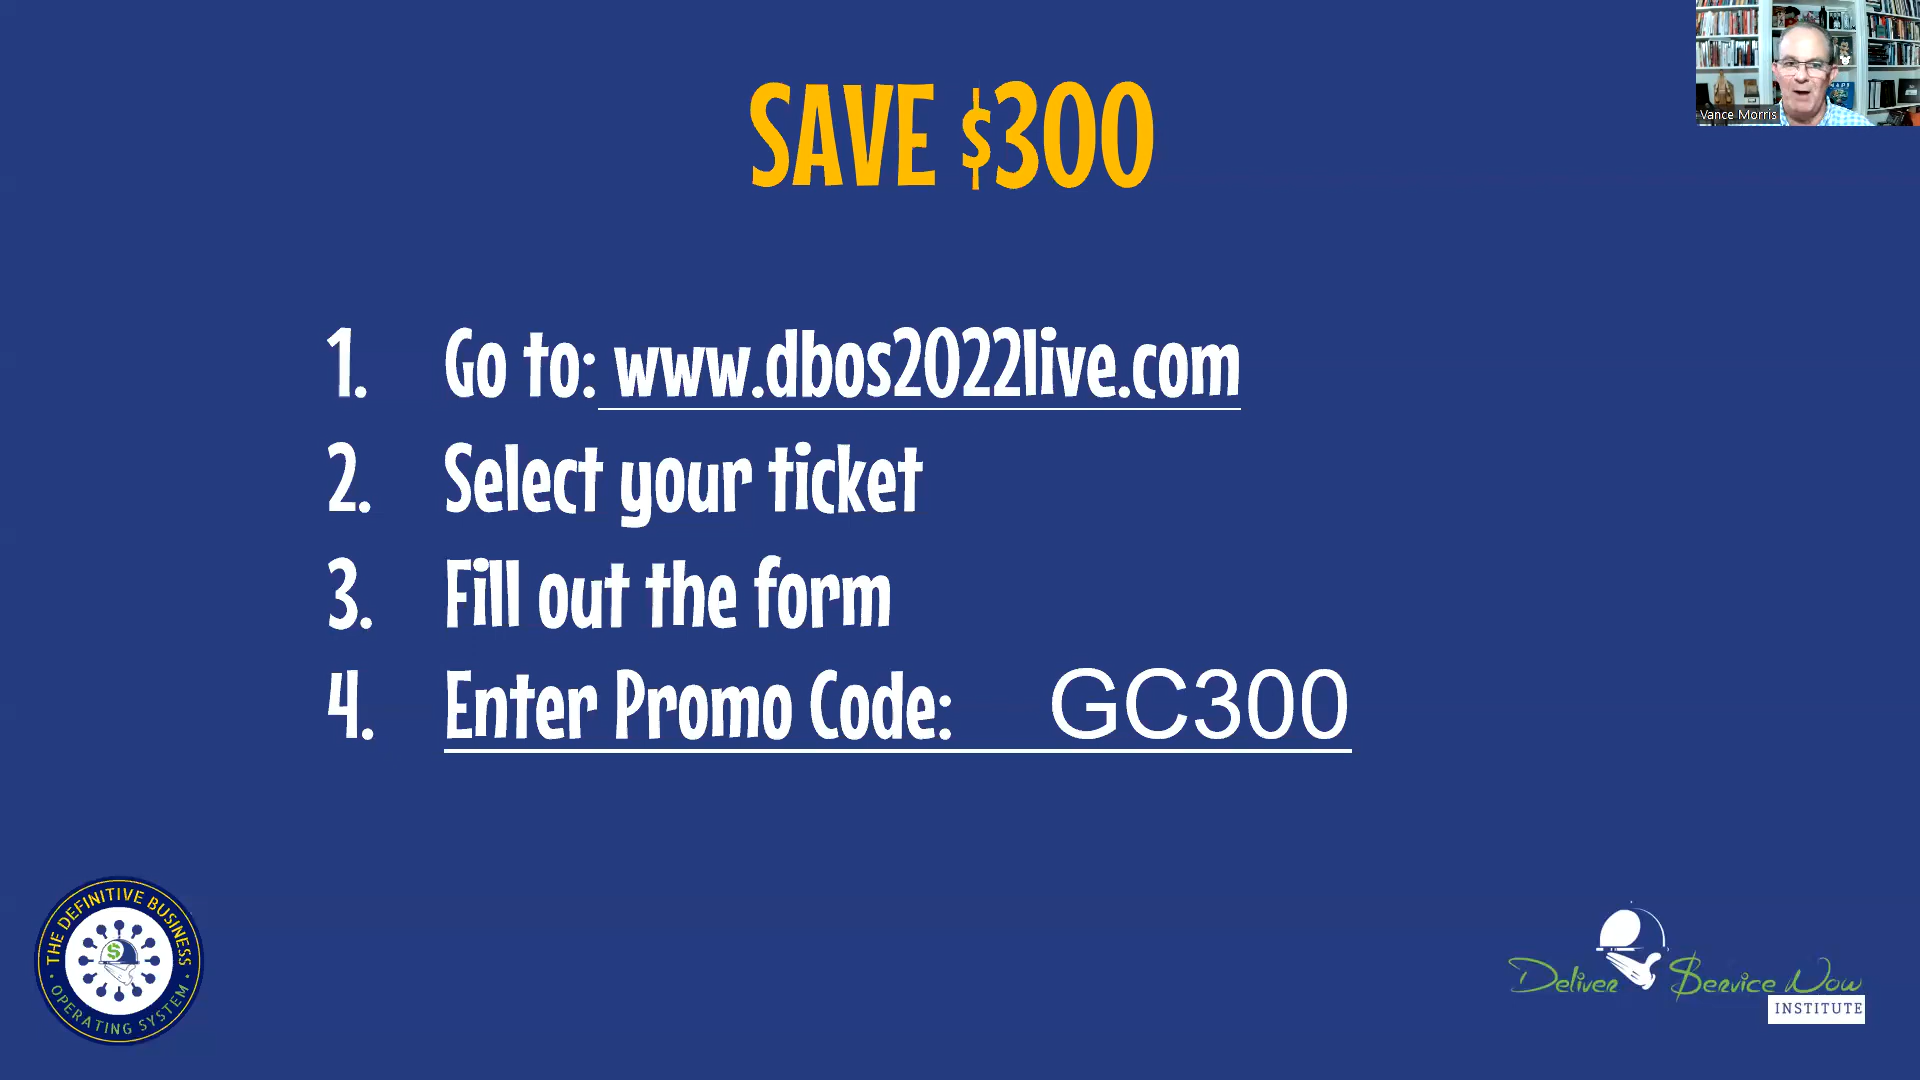 SAVE $300
Vance Morris
1. Go to: www.dbos2022live.com
2. Select your ticket
3. Fill out the form
4. Enter Promo Code: GC300
THE DEFINITIVE BUSINESS
OPERATING SYSTEM
$
Deliver $ervice Now
INSTITUTE